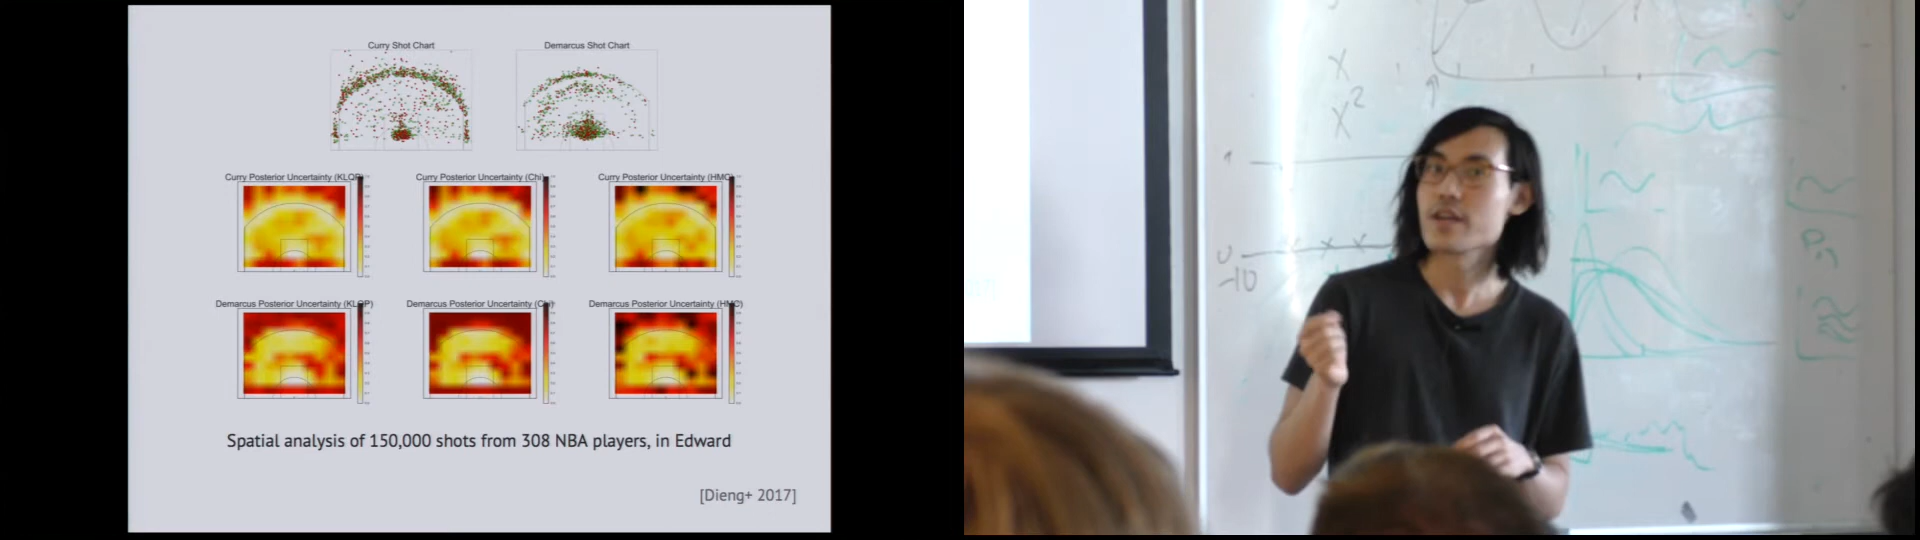 Curry Shot Chart
Demarcus Shot Chart
Curry Posterior Uncertainty (KLQP)
Curry Posterior Uncertainty (Chi)
Curry Posterior Uncertainty (HMC)
Demarcus Posterior Uncertainty (KLQP)
Demarcus Posterior Uncertainty (Chi)
Demarcus Posterior Uncertainty (HMC)
Spatial analysis of 150,000 shots from 308 NBA players, in Edward
[Dieng+ 2017]
X
X²
0
-10